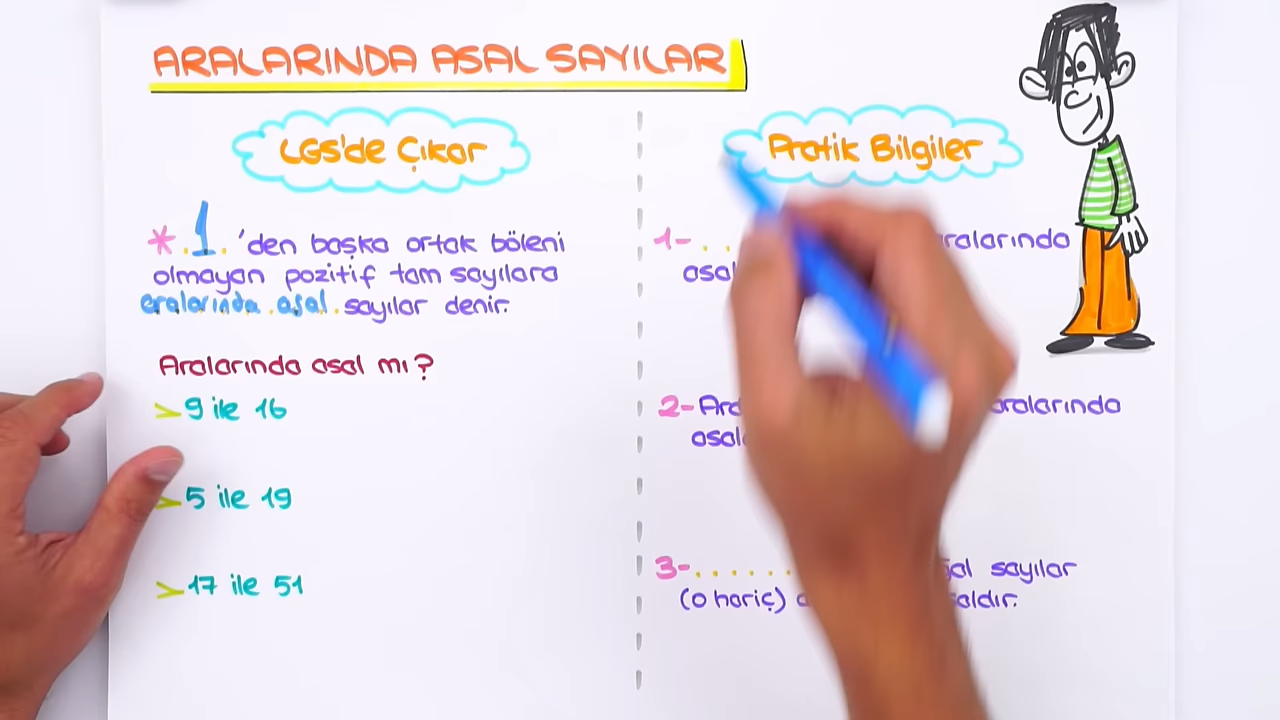 ARALARINDA ASAL SAYILAR
LGS'de Çıkar
* .1. 'den başka ortak böleni
olmayan pozitif tam sayılara
aralarında asal . sayılar denir.
Aralarında asal mı?
> 9 ile 16
> 5 ile 19
> 17 ile 51
Pratik Bilgiler
1- . . aralarında
2- aralarında
3- . . . . . . sayılar
(0 hariç)